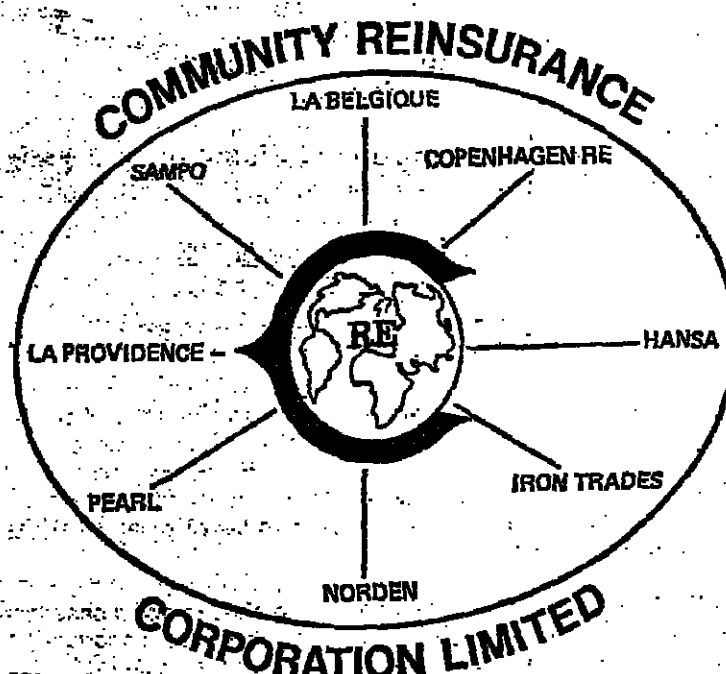 COMMUNITY REINSURANCE
LA BELGIQUE
COPENHAGEN RE
SAMPO
RE
LA PROVIDENCE
HANSA
IRON TRADES
PEARL
NORDEN
CORPORATION LIMITED